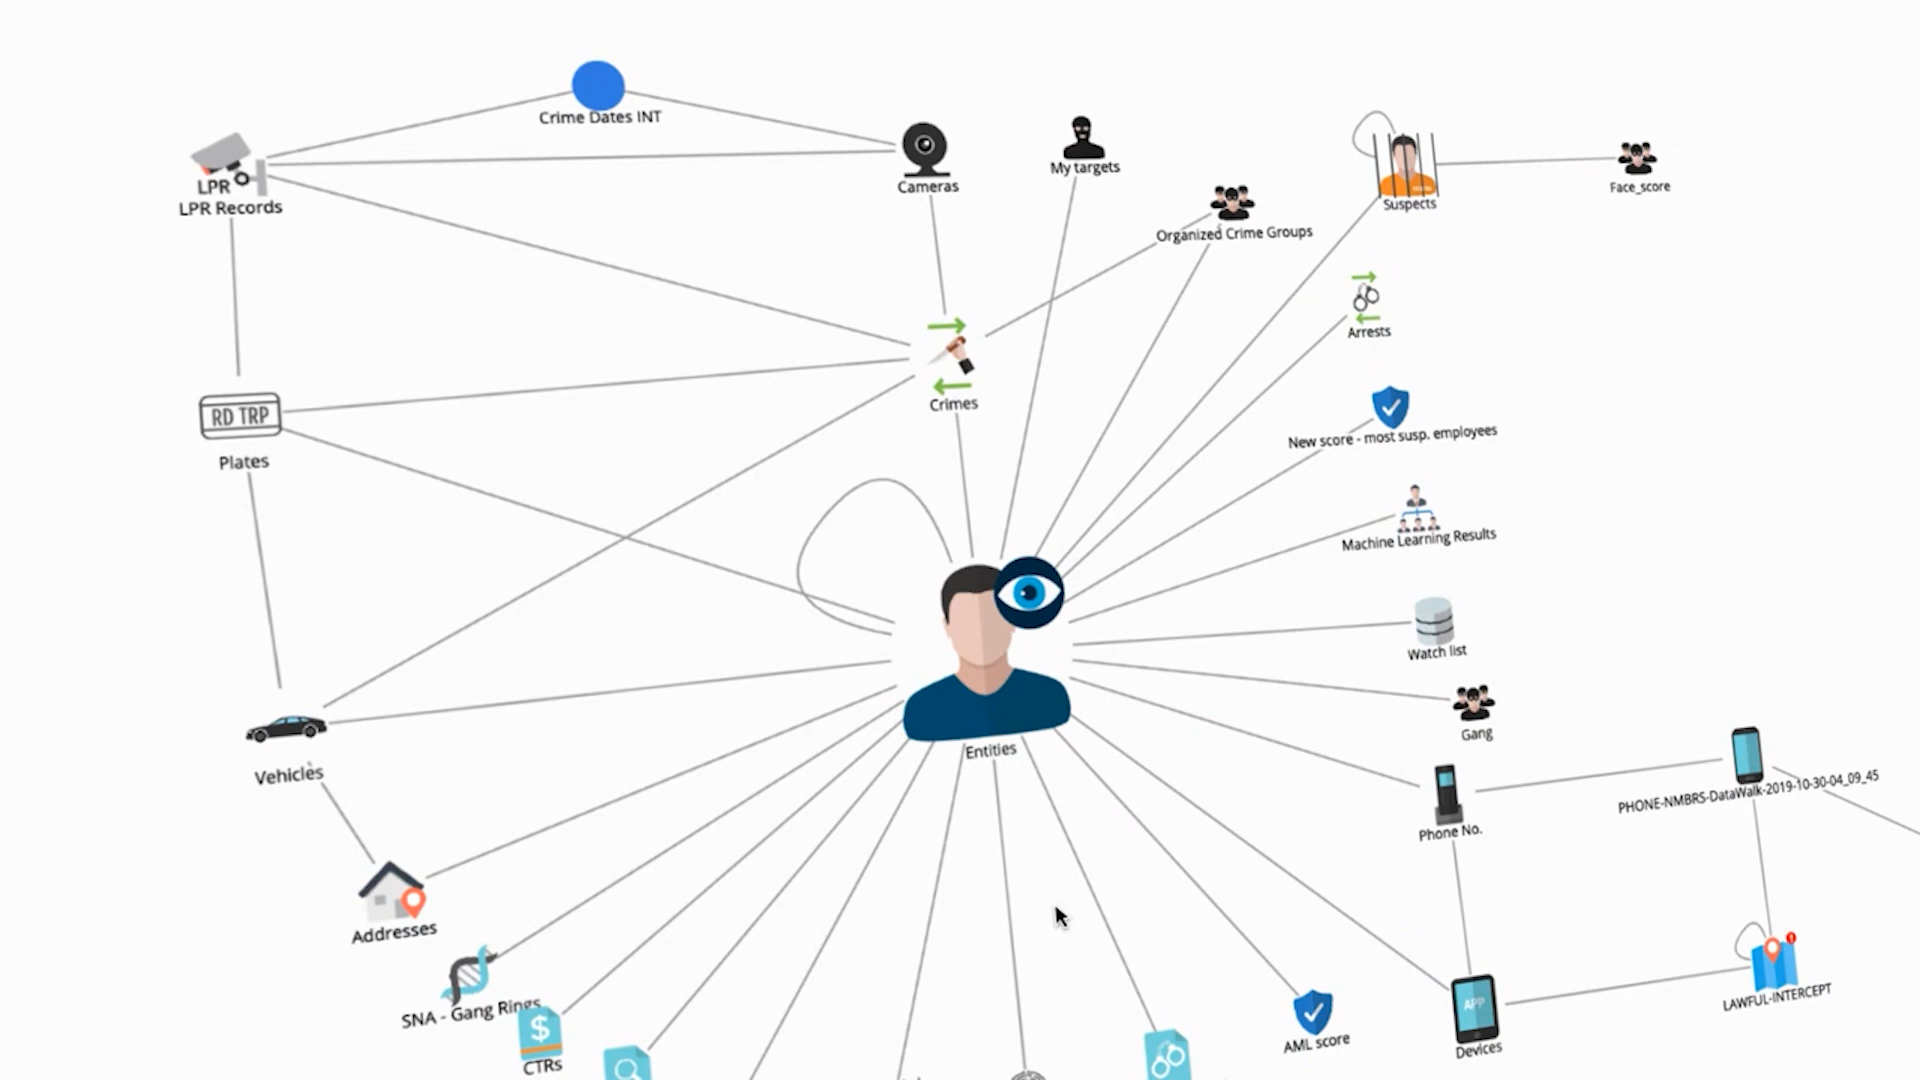 Crime Dates INT
LPR
LPR Records
Cameras
My targets
Organized Crime Groups
Suspects
Face_score
Arrests
Crimes
RD TRP
Plates
New score - most susp. employees
Machine Learning Results
Watch list
Gang
Entities
Vehicles
PHONE-NMBRS-DataWalk-2019-10-30-04_09_45
Phone No.
Addresses
SNA - Gang Rings
$
CTRs
AML score
APP
Devices
LAWFUL-INTERCEPT